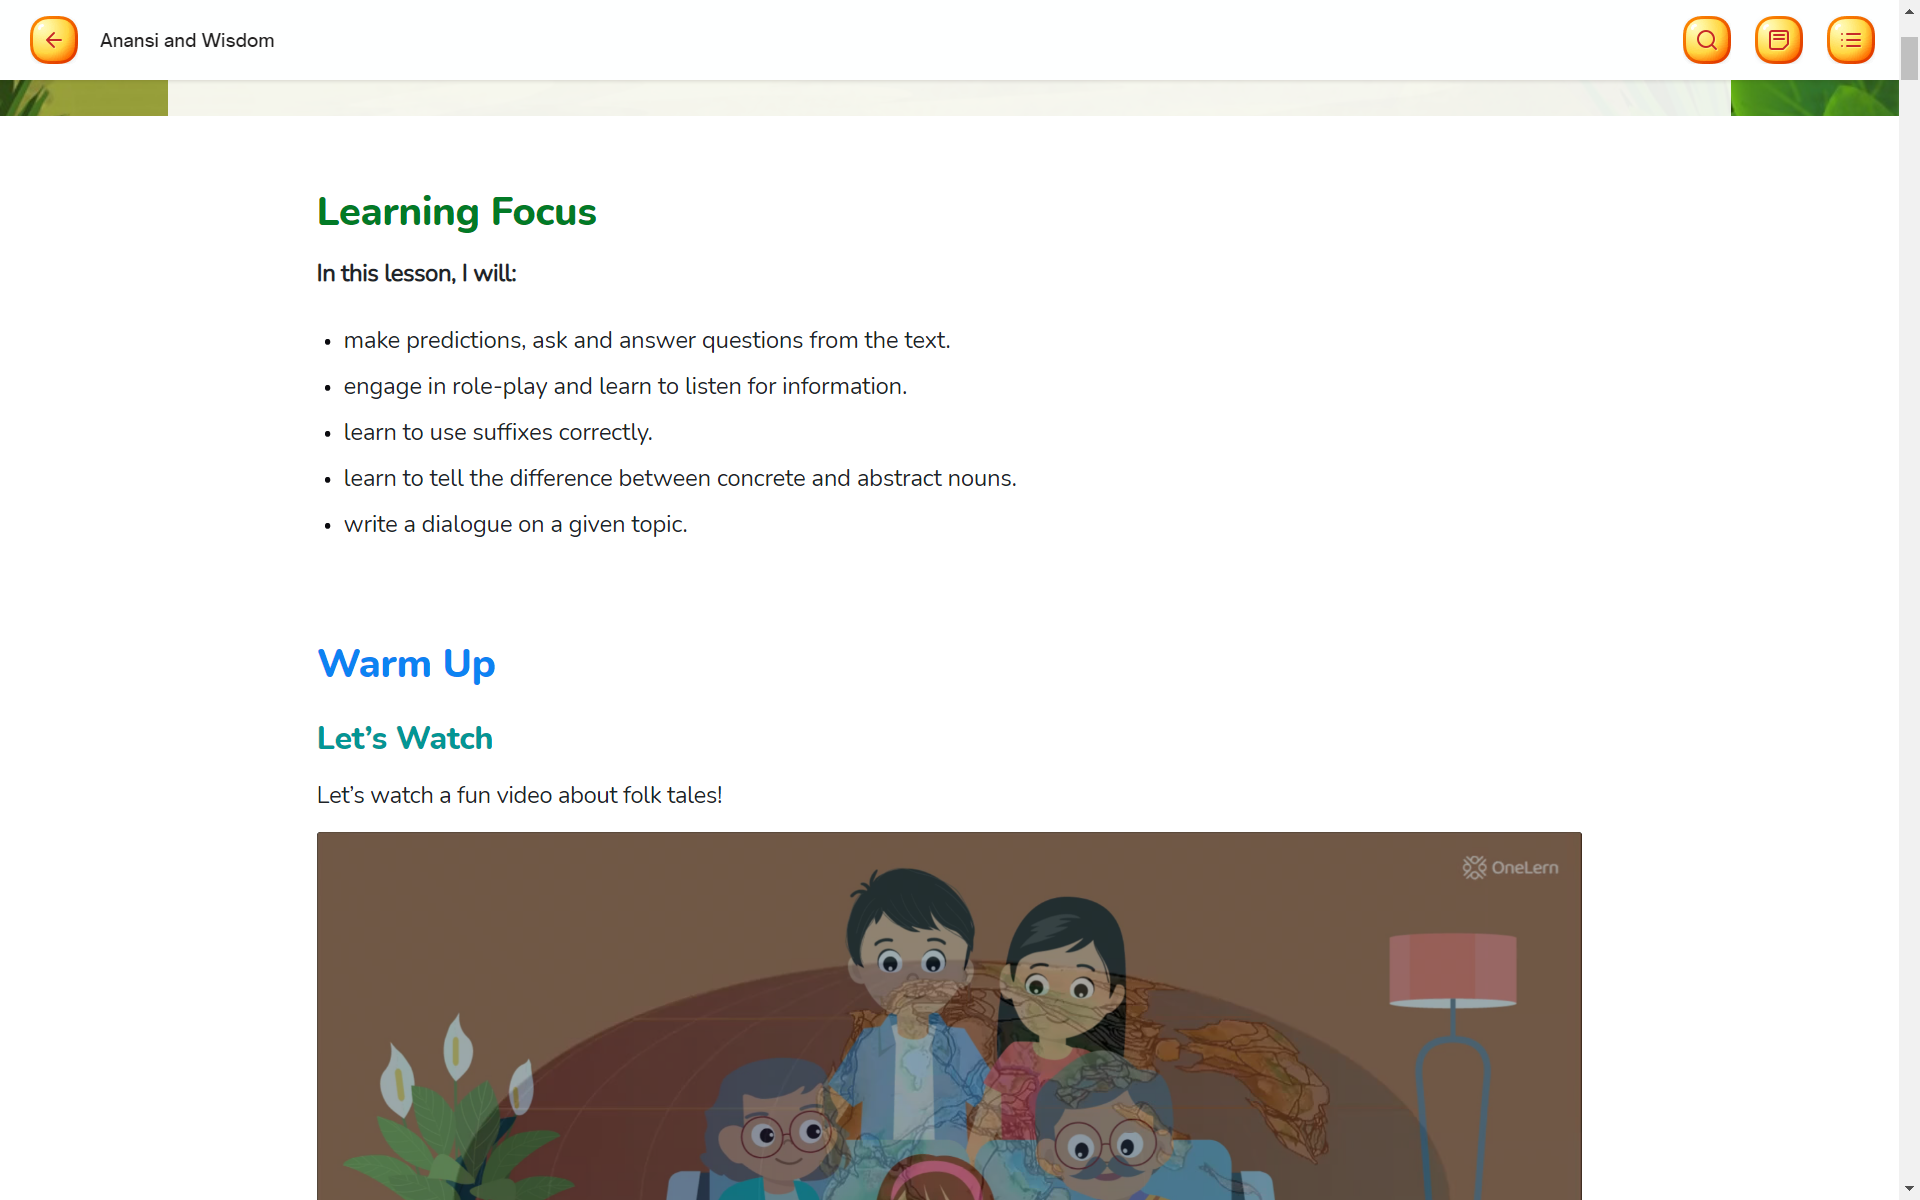 Anansi and Wisdom
Learning Focus
In this lesson, I will:
• make predictions, ask and answer questions from the text.
• engage in role-play and learn to listen for information.
• learn to use suffixes correctly.
• learn to tell the difference between concrete and abstract nouns.
• write a dialogue on a given topic.
Warm Up
Let’s Watch
Let’s watch a fun video about folk tales!
OneLern